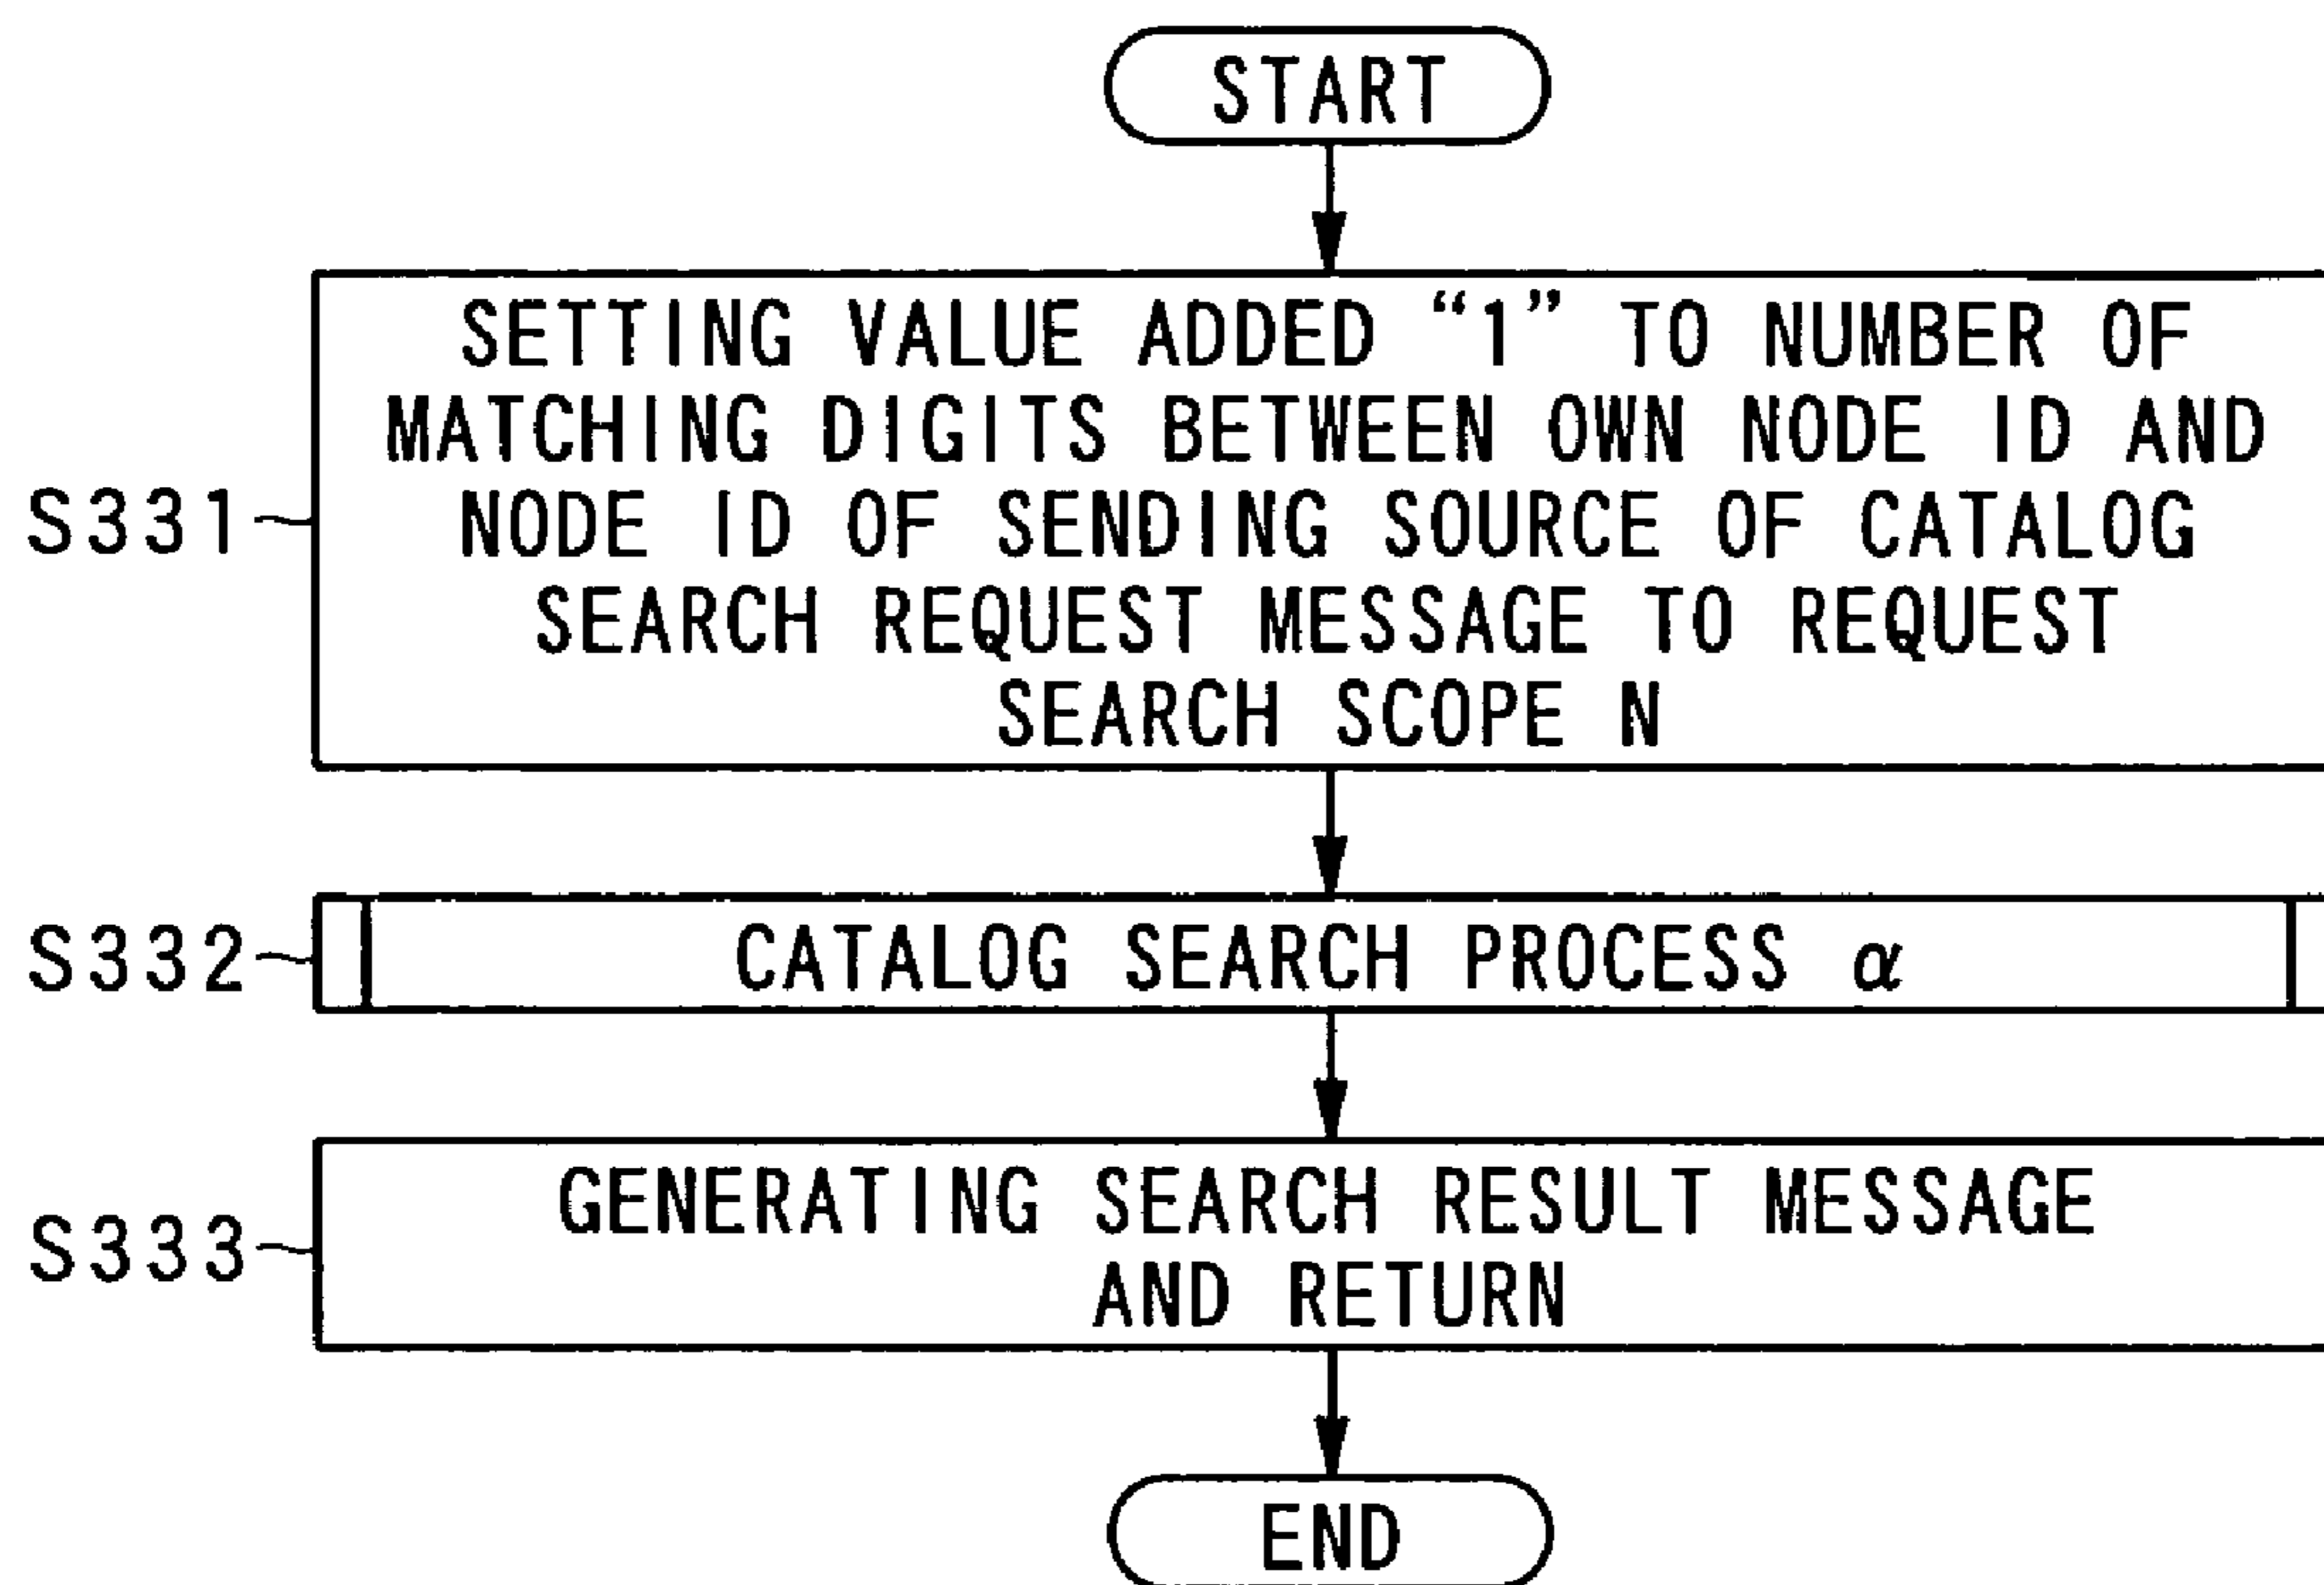 START
SETTING VALUE ADDED “1” TO NUMBER OF
MATCHING DIGITS BETWEEN OWN NODE ID AND
S331 NODE ID OF SENDING SOURCE OF CATALOG
SEARCH REQUEST MESSAGE TO REQUEST
SEARCH SCOPE N
S332 CATALOG SEARCH PROCESS α
S333 GENERATING SEARCH RESULT MESSAGE
AND RETURN
END